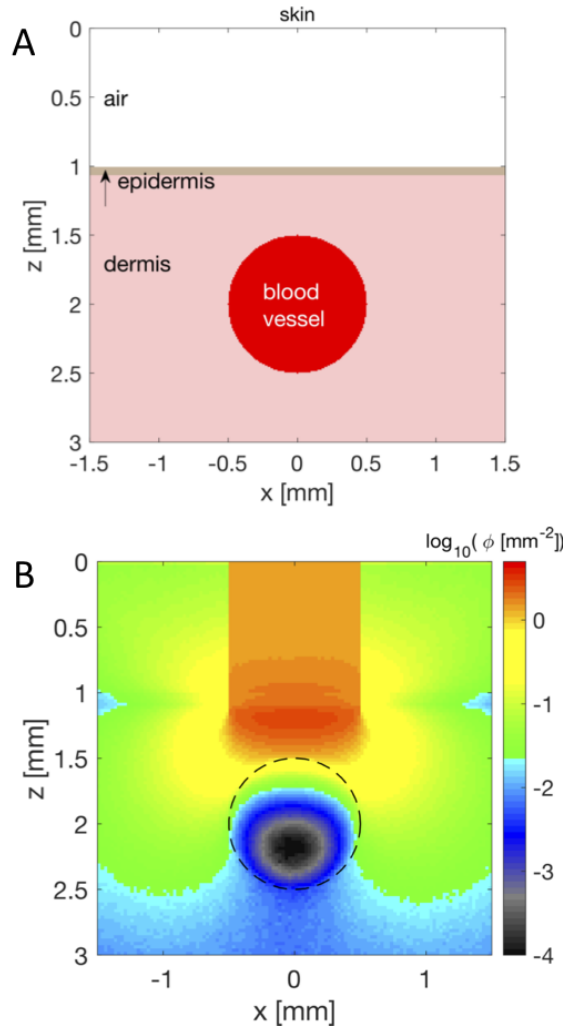 A
skin
0
air
0.5
1
epidermis
z [mm]
1.5
dermis
blood
vessel
2
2.5
3
-1.5 -1 -0.5 0 0.5 1 1.5
x [mm]
B
log10( ϕ [mm-2])
0
0
0.5
1
-1
z [mm]
1.5
-2
2
-3
2.5
3
-4
-1 0 1
x [mm]